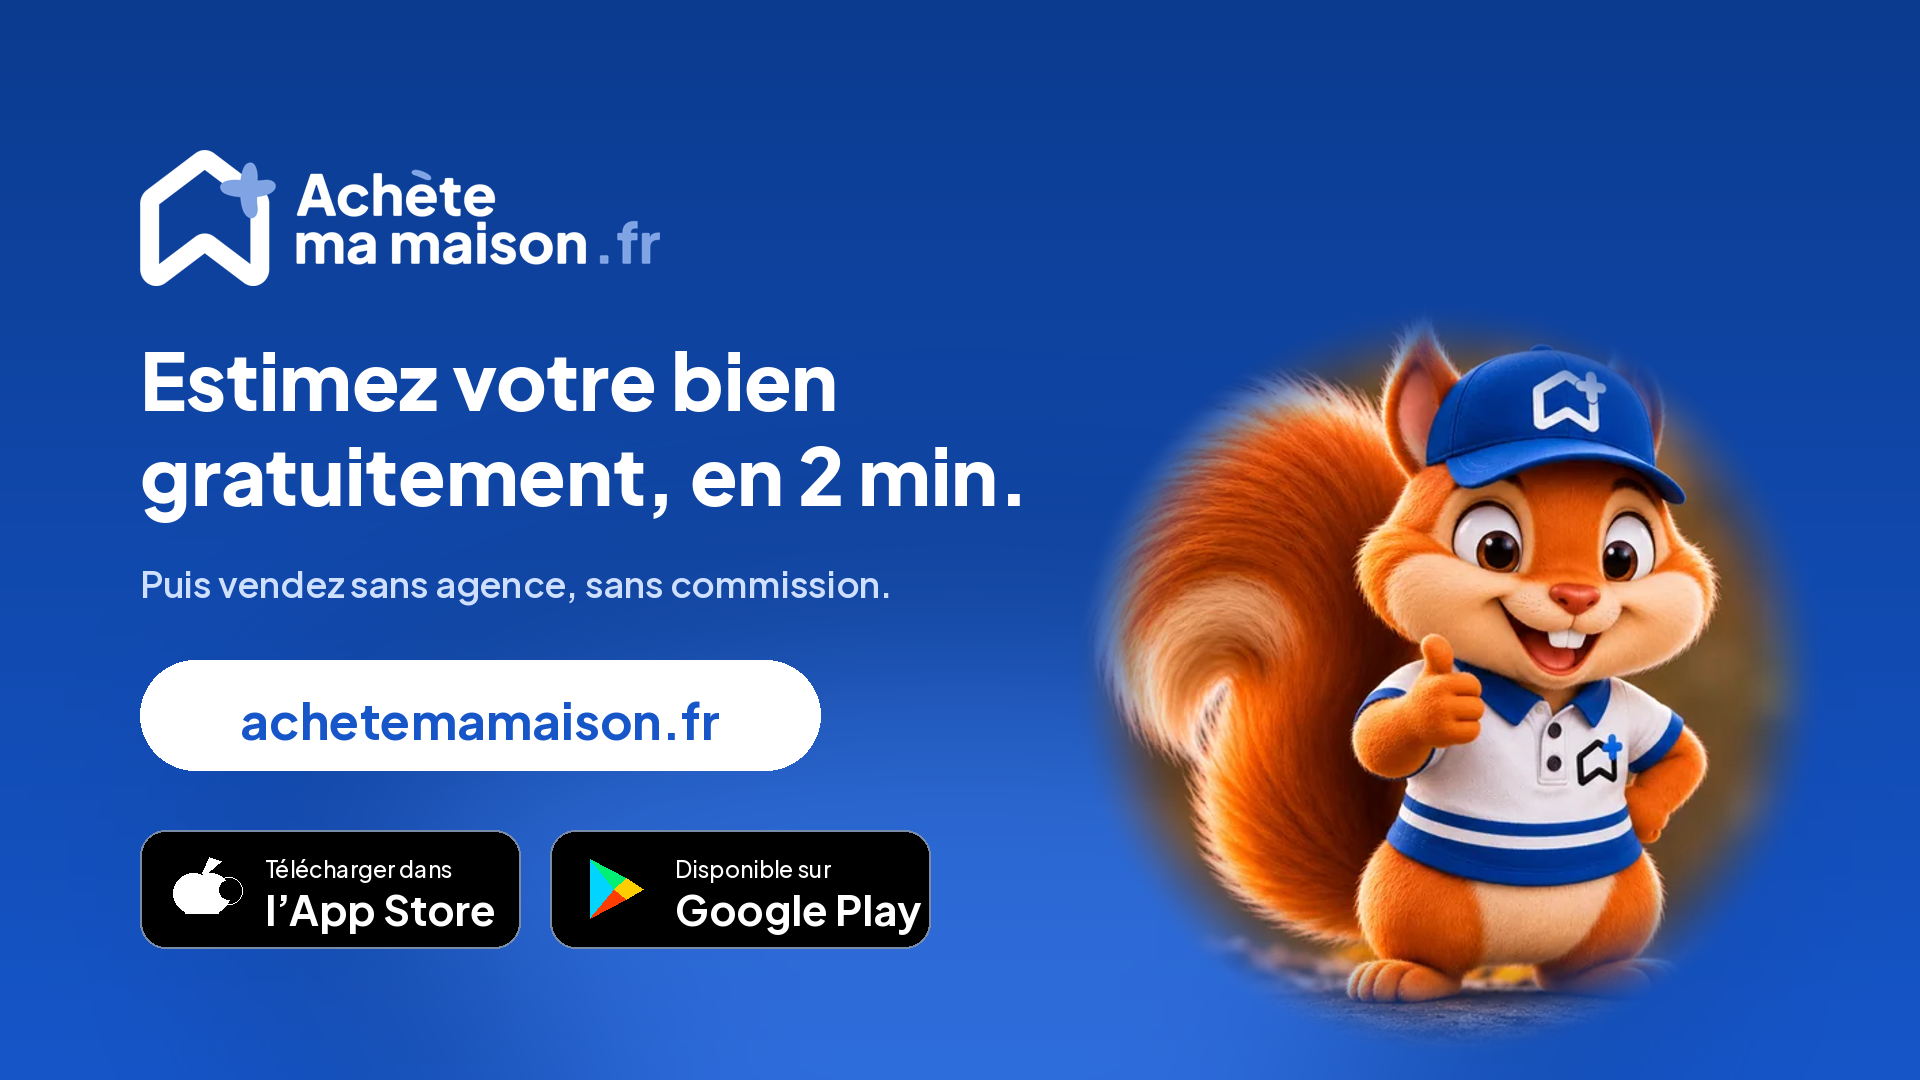 Achète
ma maison.fr
Estimez votre bien
gratuitement, en 2 min.
Puis vendez sans agence, sans commission.
achetemamaison.fr
Télécharger dans
l’App Store
Disponible sur
Google Play